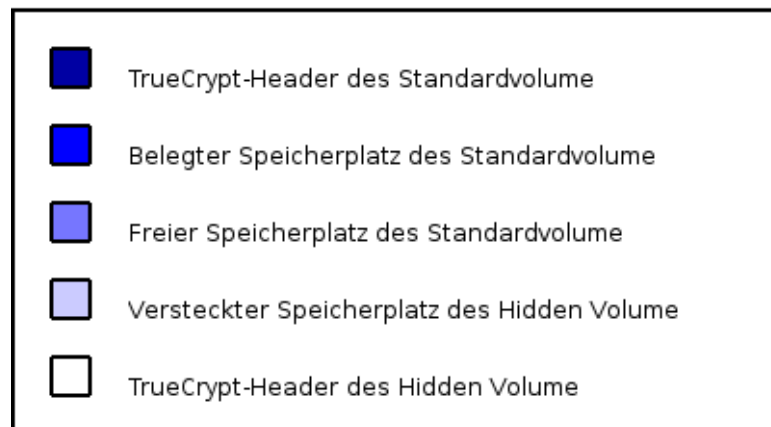 TrueCrypt-Header des Standardvolume
Belegter Speicherplatz des Standardvolume
Freier Speicherplatz des Standardvolume
Versteckter Speicherplatz des Hidden Volume
TrueCrypt-Header des Hidden Volume